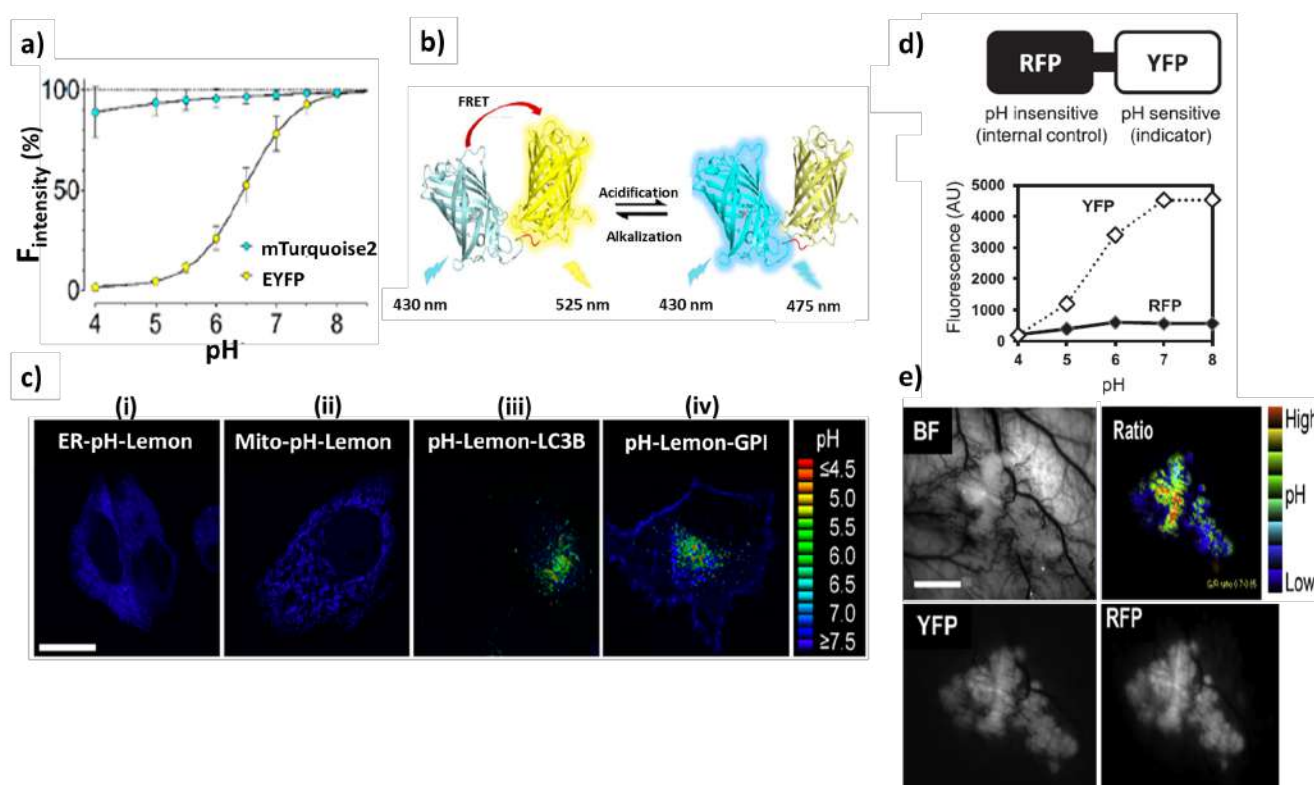 a)
F intensity (%)
100
50
0
mTurquoise2
EYFP
4 5 6 7 8
pH
b)
FRET
Acidification
Alkalization
430 nm
525 nm
430 nm
475 nm
c)
(i) (ii) (iii) (iv)
ER-pH-Lemon
Mito-pH-Lemon
pH-Lemon-LC3B
pH-Lemon-GPI
pH
≤4.5
5.0
5.5
6.0
6.5
7.0
≥7.5
d)
RFP
YFP
pH insensitive
(internal control)
pH sensitive
(indicator)
Fluorescence (AU)
5000
4000
3000
2000
1000
0
YFP
RFP
4 5 6 7 8
pH
e)
BF
Ratio
High
pH
Low
YFP
RFP